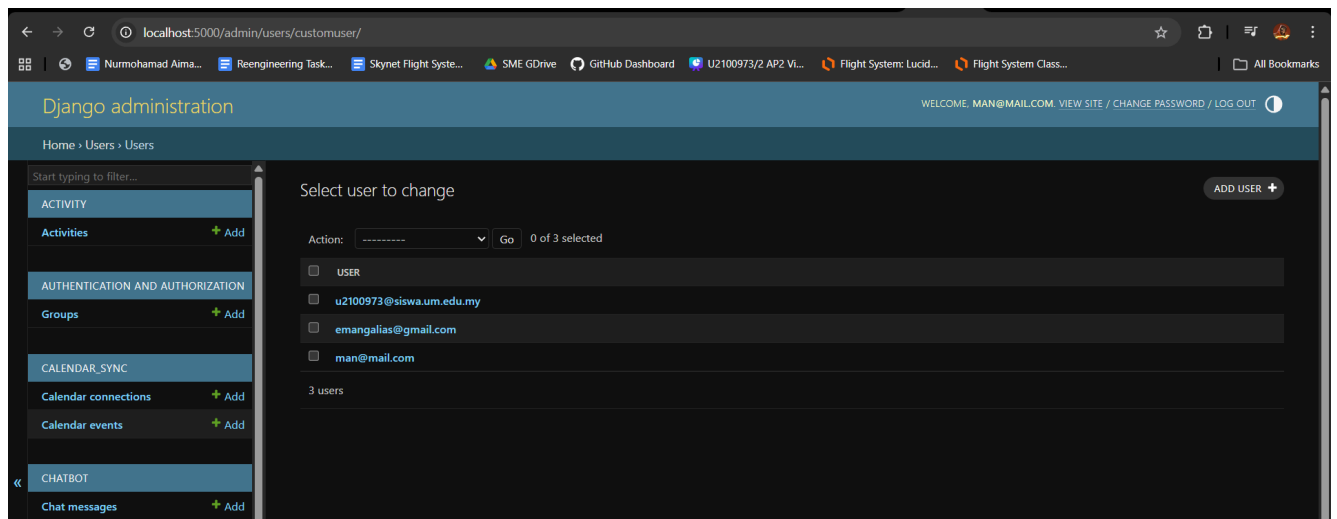 localhost:5000/admin/users/customuser/
Nurmohamad Aima... Reengineering Task... Skynet Flight Syste... SME GDrive GitHub Dashboard U2100973/2 AP2 Vi... Flight System: Lucid... Flight System Class... All Bookmarks
Django administration
WELCOME, MAN@MAIL.COM. VIEW SITE / CHANGE PASSWORD / LOG OUT
Home › Users › Users
Start typing to filter...
ACTIVITY
Activities + Add
AUTHENTICATION AND AUTHORIZATION
Groups + Add
CALENDAR_SYNC
Calendar connections + Add
Calendar events + Add
CHATBOT
Chat messages + Add
«
Select user to change
ADD USER +
Action: --------- Go 0 of 3 selected
USER
u2100973@siswa.um.edu.my
emangalias@gmail.com
man@mail.com
3 users